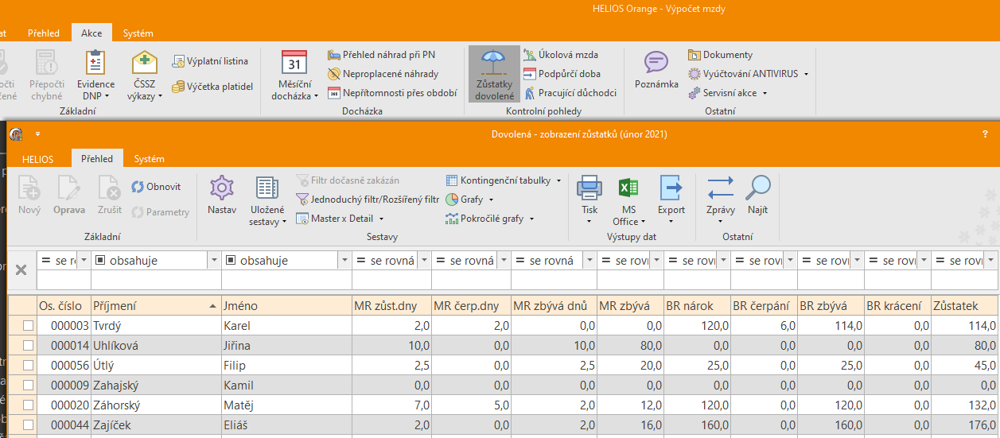 HELIOS Orange - Výpočet mzdy
at Přehled Akce Systém
Přepočti chybné
Evidence DNP
ČSSZ výkazy
Výplatní listina
Výčetka platidel
Základní
31
Měsíční docházka
Přehled náhrad při PN
Neproplacené náhrady
365 Nepřítomnosti přes období
Docházka
Zůstatky dovolené
Úkolová mzda
Podpůrčí doba
Pracující důchodci
Kontrolní pohledy
Poznámka
Dokumenty
Vyúčtování ANTIVIRUS
Servisní akce
Ostatní
Dovolená - zobrazení zůstatků (únor 2021) ?
HELIOS Přehled Systém
Nový
Oprava
Zrušit
Obnovit
Parametry
Základní
Nastav
Uložené sestavy
Filtr dočasně zakázán
Jednoduchý filtr/Rozšířený filtr
Master x Detail
Kontingenční tabulky
Grafy
Pokročilé grafy
Sestavy
Tisk
MS Office
Export
Výstupy dat
Zprávy
Najít
Ostatní
= se r obsahuje obsahuje = se rovná = se rovná = se rovná = se rovi = se rovi = se rovi = se rovi = se rovi = se rovi
Os. číslo Příjmení Jméno MR zůst.dny MR čerp.dny MR zbývá dnů MR zbývá BR nárok BR čerpání BR zbývá BR krácení Zůstatek
000003 Tvrdý Karel 2,0 2,0 0,0 0,0 120,0 6,0 114,0 0,0 114,0
000014 Uhlíková Jiřina 10,0 0,0 10,0 80,0 0,0 0,0 0,0 0,0 80,0
000056 Útlý Filip 2,5 0,0 2,5 20,0 25,0 0,0 25,0 0,0 45,0
000009 Zahajský Kamil 0,0 0,0 0,0 0,0 0,0 0,0 0,0 0,0 0,0
000020 Záhorský Matěj 7,0 5,0 2,0 12,0 120,0 0,0 120,0 0,0 132,0
000044 Zajíček Eliáš 2,0 0,0 2,0 16,0 160,0 0,0 160,0 0,0 176,0